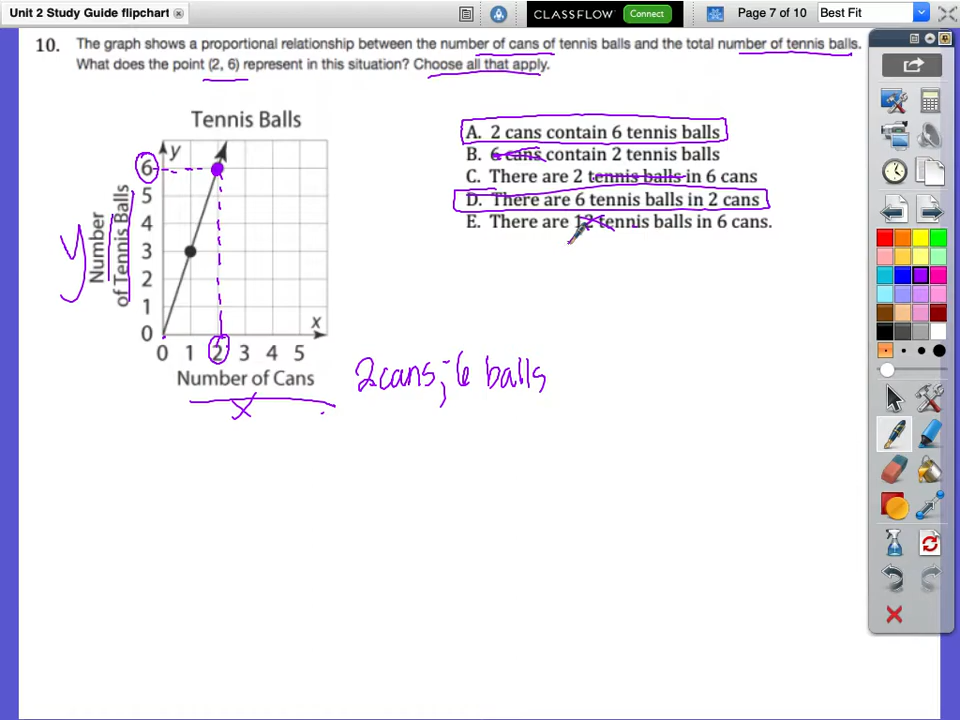 Unit 2 Study Guide flipchart
CLASSFLOW Connect
Page 7 of 10
Best Fit
10. The graph shows a proportional relationship between the number of cans of tennis balls and the total number of tennis balls.
What does the point (2, 6) represent in this situation? Choose all that apply.
Tennis Balls
y
6
5
4
3
2
1
0
y
Number
of Tennis Balls
x
0 1 2 3 4 5
Number of Cans
x
A. 2 cans contain 6 tennis balls
B. 6 cans contain 2 tennis balls
C. There are 2 tennis balls in 6 cans
D. There are 6 tennis balls in 2 cans
E. There are 12 tennis balls in 6 cans.
2cans, 6 balls